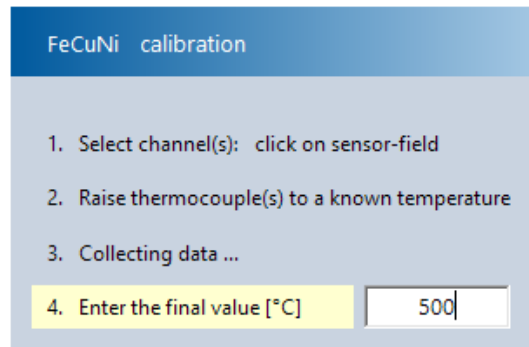 FeCuNi calibration
1. Select channel(s): click on sensor-field
2. Raise thermocouple(s) to a known temperature
3. Collecting data ...
4. Enter the final value [°C] 500